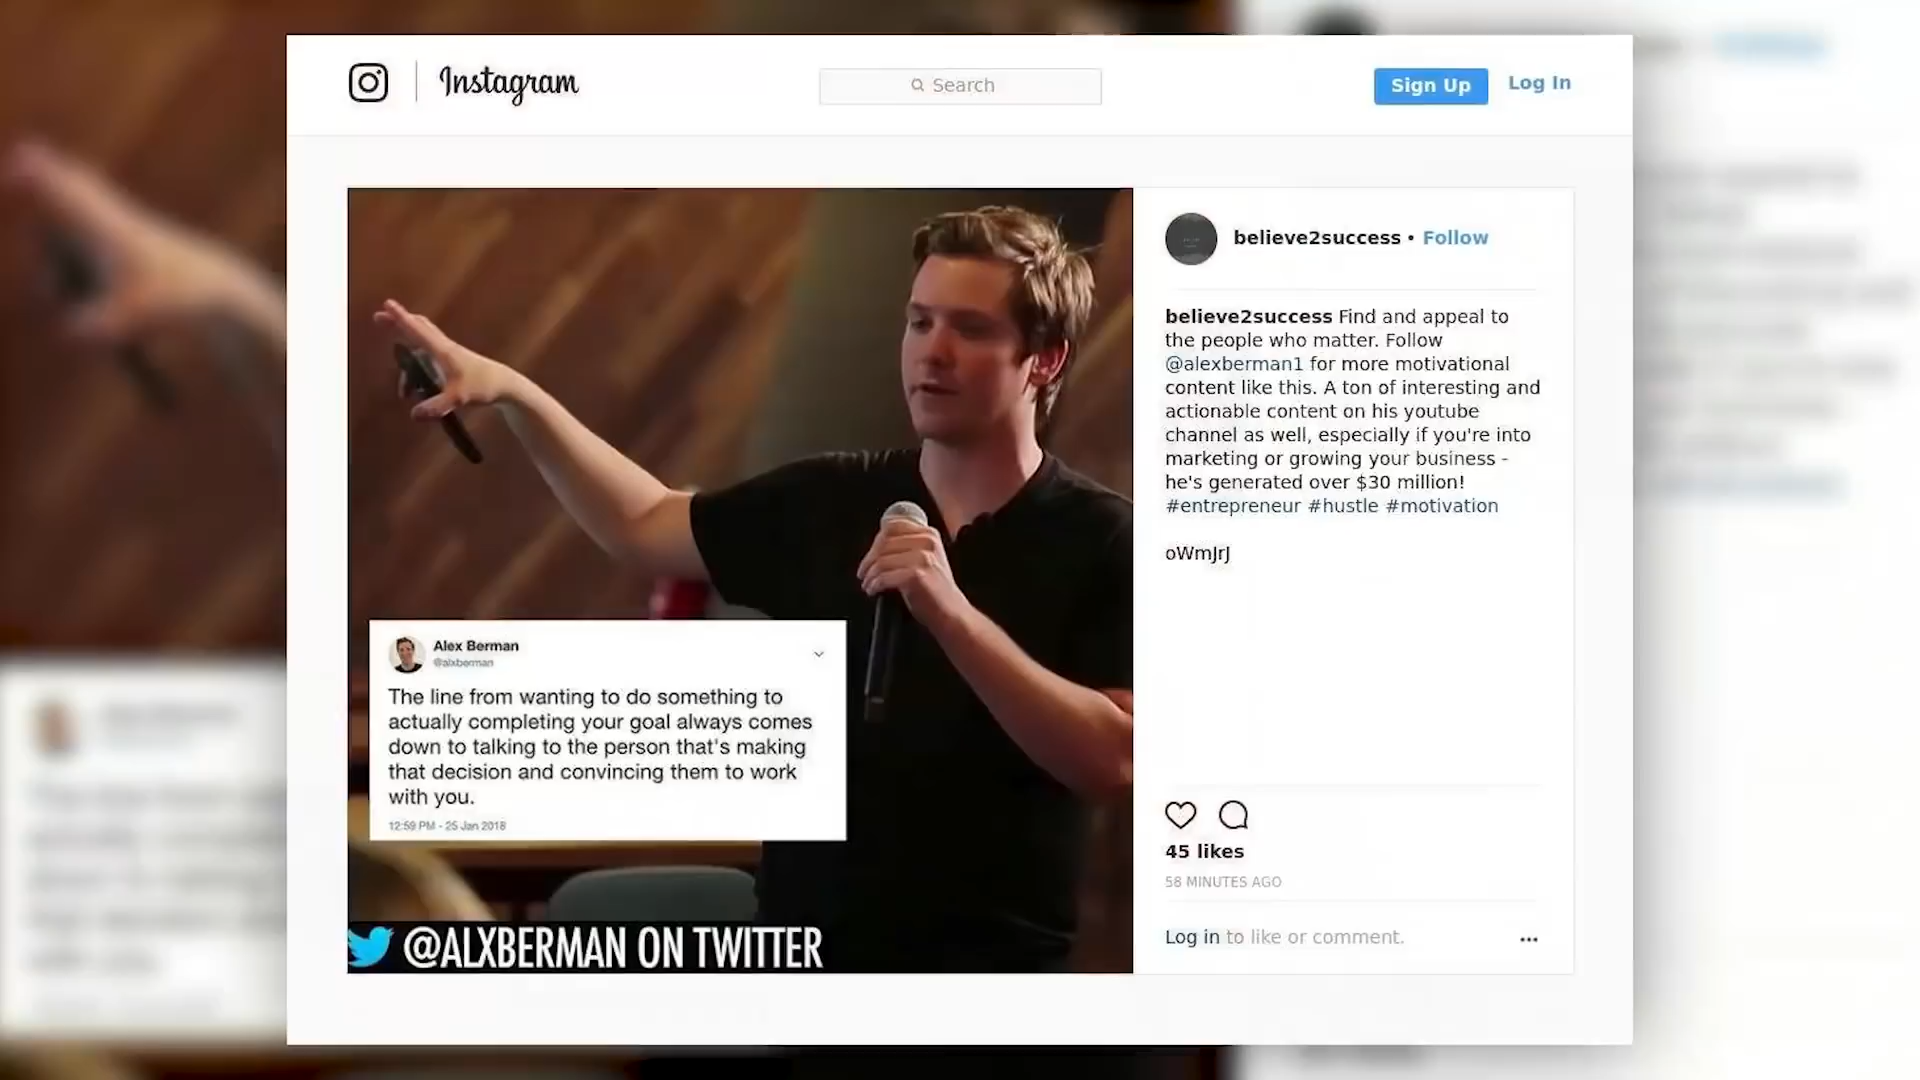 Instagram
Search
Sign Up
Log In
believe2success • Follow
believe2success Find and appeal to
the people who matter. Follow
@alexberman1 for more motivational
content like this. A ton of interesting and
actionable content on his youtube
channel as well, especially if you're into
marketing or growing your business -
he's generated over $30 million!
#entrepreneur #hustle #motivation
oWmJrJ
Alex Berman
@alxberman
The line from wanting to do something to
actually completing your goal always comes
down to talking to the person that's making
that decision and convincing them to work
with you.
12:59 PM - 25 Jan 2018
@ALXBERMAN ON TWITTER
45 likes
58 MINUTES AGO
Log in to like or comment.